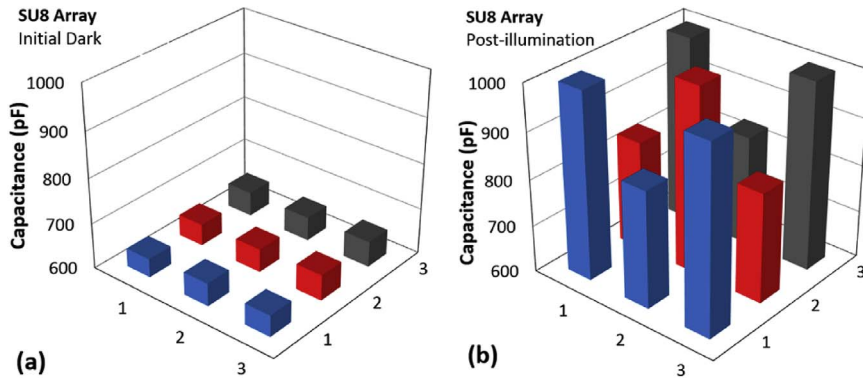 SU8 Array
Initial Dark
Capacitance (pF)
1000
900
800
700
600
1
2
3
1
2
3
(a)
SU8 Array
Post-illumination
Capacitance (pF)
1000
900
800
700
600
1
2
3
1
2
3
(b)